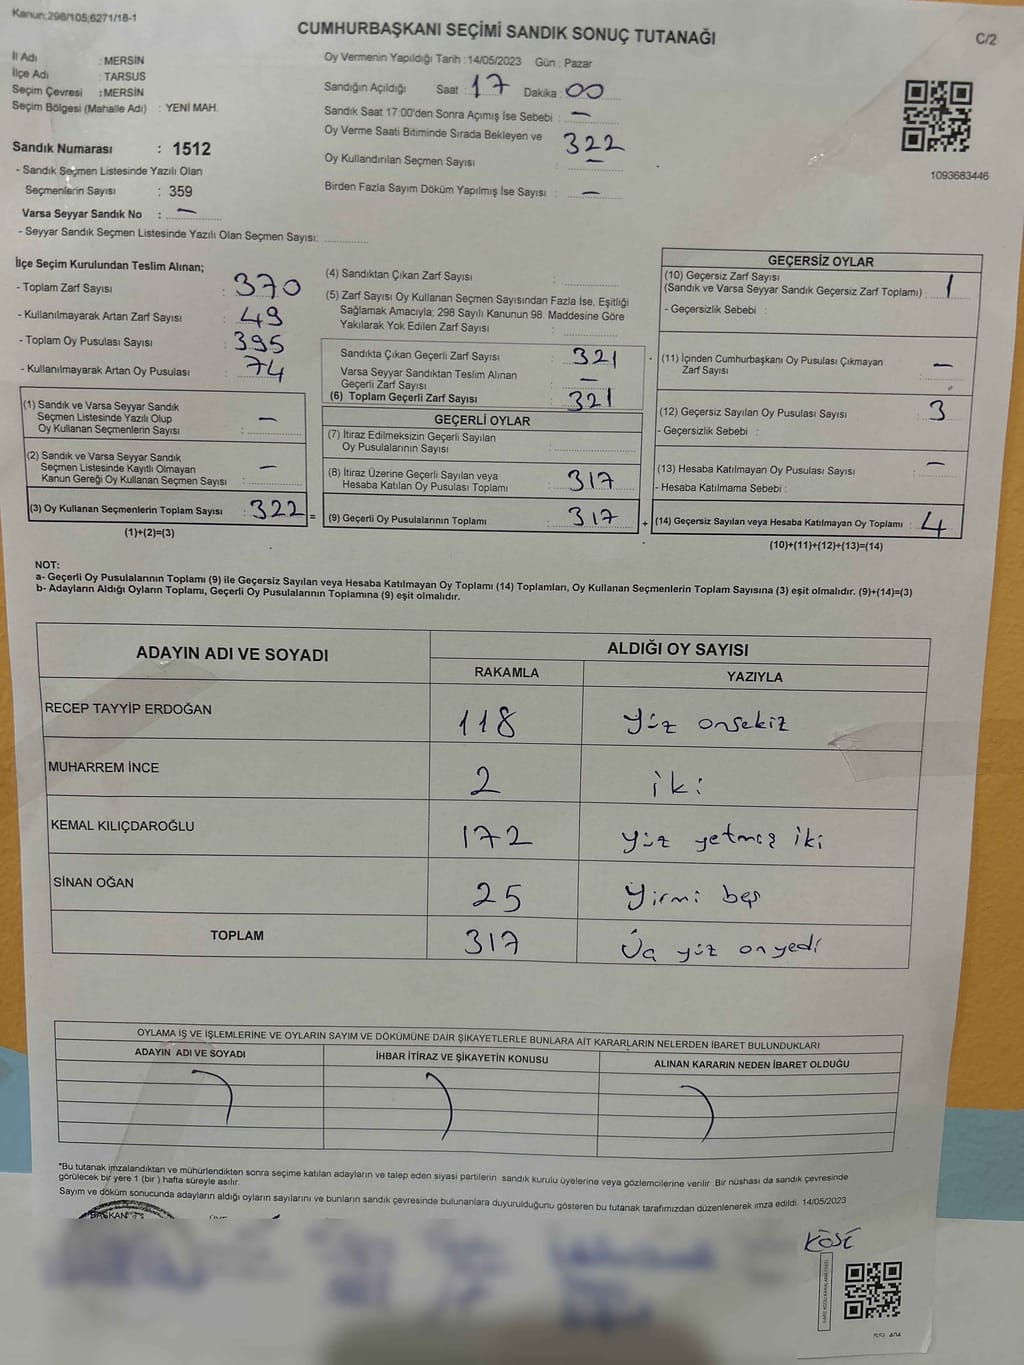 Kanun;298/105;6271/18-1
CUMHURBAŞKANI SEÇİMİ SANDIK SONUÇ TUTANAĞI
C/2
İl Adı : MERSİN
İlçe Adı : TARSUS
Seçim Çevresi : MERSİN
Seçim Bölgesi (Mahalle Adı) : YENİ MAH.
Sandık Numarası : 1512
- Sandık Seçmen Listesinde Yazılı Olan
Seçmenlerin Sayısı : 359
Varsa Seyyar Sandık No : —
- Seyyar Sandık Seçmen Listesinde Yazılı Olan Seçmen Sayısı:
Oy Vermenin Yapıldığı Tarih : 14/05/2023 Gün : Pazar
Sandığın Açıldığı Saat : 17 Dakika : 00
Sandık Saat 17:00'den Sonra Açımış İse Sebebi : —
Oy Verme Saati Bitiminde Sırada Bekleyen ve
Oy Kullandırılan Seçmen Sayısı : 322 —
Birden Fazla Sayım Döküm Yapılmış İse Sayısı : —
1093683446
İlçe Seçim Kurulundan Teslim Alınan;
- Toplam Zarf Sayısı : 370
- Kullanılmayarak Artan Zarf Sayısı : 49
- Toplam Oy Pusulası Sayısı : 395
- Kullanılmayarak Artan Oy Pusulası : 74
(1) Sandık ve Varsa Seyyar Sandık
Seçmen Listesinde Yazılı Olup
Oy Kullanan Seçmenlerin Sayısı : —
(2) Sandık ve Varsa Seyyar Sandık
Seçmen Listesinde Kayıtlı Olmayan
Kanun Gereği Oy Kullanan Seçmen Sayısı : —
(3) Oy Kullanan Seçmenlerin Toplam Sayısı : 322 =
(1)+(2)=(3)
(4) Sandıktan Çıkan Zarf Sayısı :
(5) Zarf Sayısı Oy Kullanan Seçmen Sayısından Fazla İse, Eşitliği
Sağlamak Amacıyla; 298 Sayılı Kanunun 98. Maddesine Göre
Yakılarak Yok Edilen Zarf Sayısı :
Sandıkta Çıkan Geçerli Zarf Sayısı : 321
Varsa Seyyar Sandıktan Teslim Alınan
Geçerli Zarf Sayısı : —
(6) Toplam Geçerli Zarf Sayısı : 321
GEÇERLİ OYLAR
(7) İtiraz Edilmeksizin Geçerli Sayılan
Oy Pusulalarının Sayısı :
(8) İtiraz Üzerine Geçerli Sayılan veya
Hesaba Katılan Oy Pusulası Toplamı : 317
(9) Geçerli Oy Pusulalarının Toplamı : 317 +
GEÇERSİZ OYLAR
(10) Geçersiz Zarf Sayısı
(Sandık ve Varsa Seyyar Sandık Geçersiz Zarf Toplamı) : 1
- Geçersizlik Sebebi :
(11) İçinden Cumhurbaşkanı Oy Pusulası Çıkmayan
Zarf Sayısı : —
(12) Geçersiz Sayılan Oy Pusulası Sayısı : 3
- Geçersizlik Sebebi :
(13) Hesaba Katılmayan Oy Pusulası Sayısı : —
- Hesaba Katılmama Sebebi :
(14) Geçersiz Sayılan veya Hesaba Katılmayan Oy Toplamı : 4
(10)+(11)+(12)+(13)=(14)
NOT:
a- Geçerli Oy Pusulalarının Toplamı (9) ile Geçersiz Sayılan veya Hesaba Katılmayan Oy Toplamı (14) Toplamları, Oy Kullanan Seçmenlerin Toplam Sayısına (3) eşit olmalıdır. (9)+(14)=(3)
b- Adayların Aldığı Oyların Toplamı, Geçerli Oy Pusulalarının Toplamına (9) eşit olmalıdır.
ADAYIN ADI VE SOYADI
ALDIĞI OY SAYISI
RAKAMLA YAZIYLA
RECEP TAYYİP ERDOĞAN 118 Yüz onsekiz
MUHARREM İNCE 2 iki
KEMAL KILIÇDAROĞLU 172 Yüz yetmiş iki
SİNAN OĞAN 25 Yirmi beş
TOPLAM 317 Üç yüz onyedi
OYLAMA İŞ VE İŞLEMLERİNE VE OYLARIN SAYIM VE DÖKÜMÜNE DAİR ŞİKAYETLERLE BUNLARA AİT KARARLARIN NELERDEN İBARET BULUNDUKLARI
ADAYIN ADI VE SOYADI İHBAR İTİRAZ VE ŞİKAYETİN KONUSU ALINAN KARARIN NEDEN İBARET OLDUĞU
*Bu tutanak imzalandıktan ve mühürlendikten sonra seçime katılan adayların ve talep eden siyasi partilerin sandık kurulu üyelerine veya gözlemcilerine verilir. Bir nüshası da sandık çevresinde
görülecek bir yere 1 (bir ) hafta süreyle asılır.
Sayım ve döküm sonucunda adayların aldığı oyların sayılarını ve bunların sandık çevresinde bulunanlara duyurulduğunu gösteren bu tutanak tarafımızdan düzenlenerek imza edildi. 14/05/2023
BAŞKAN
KÖSE